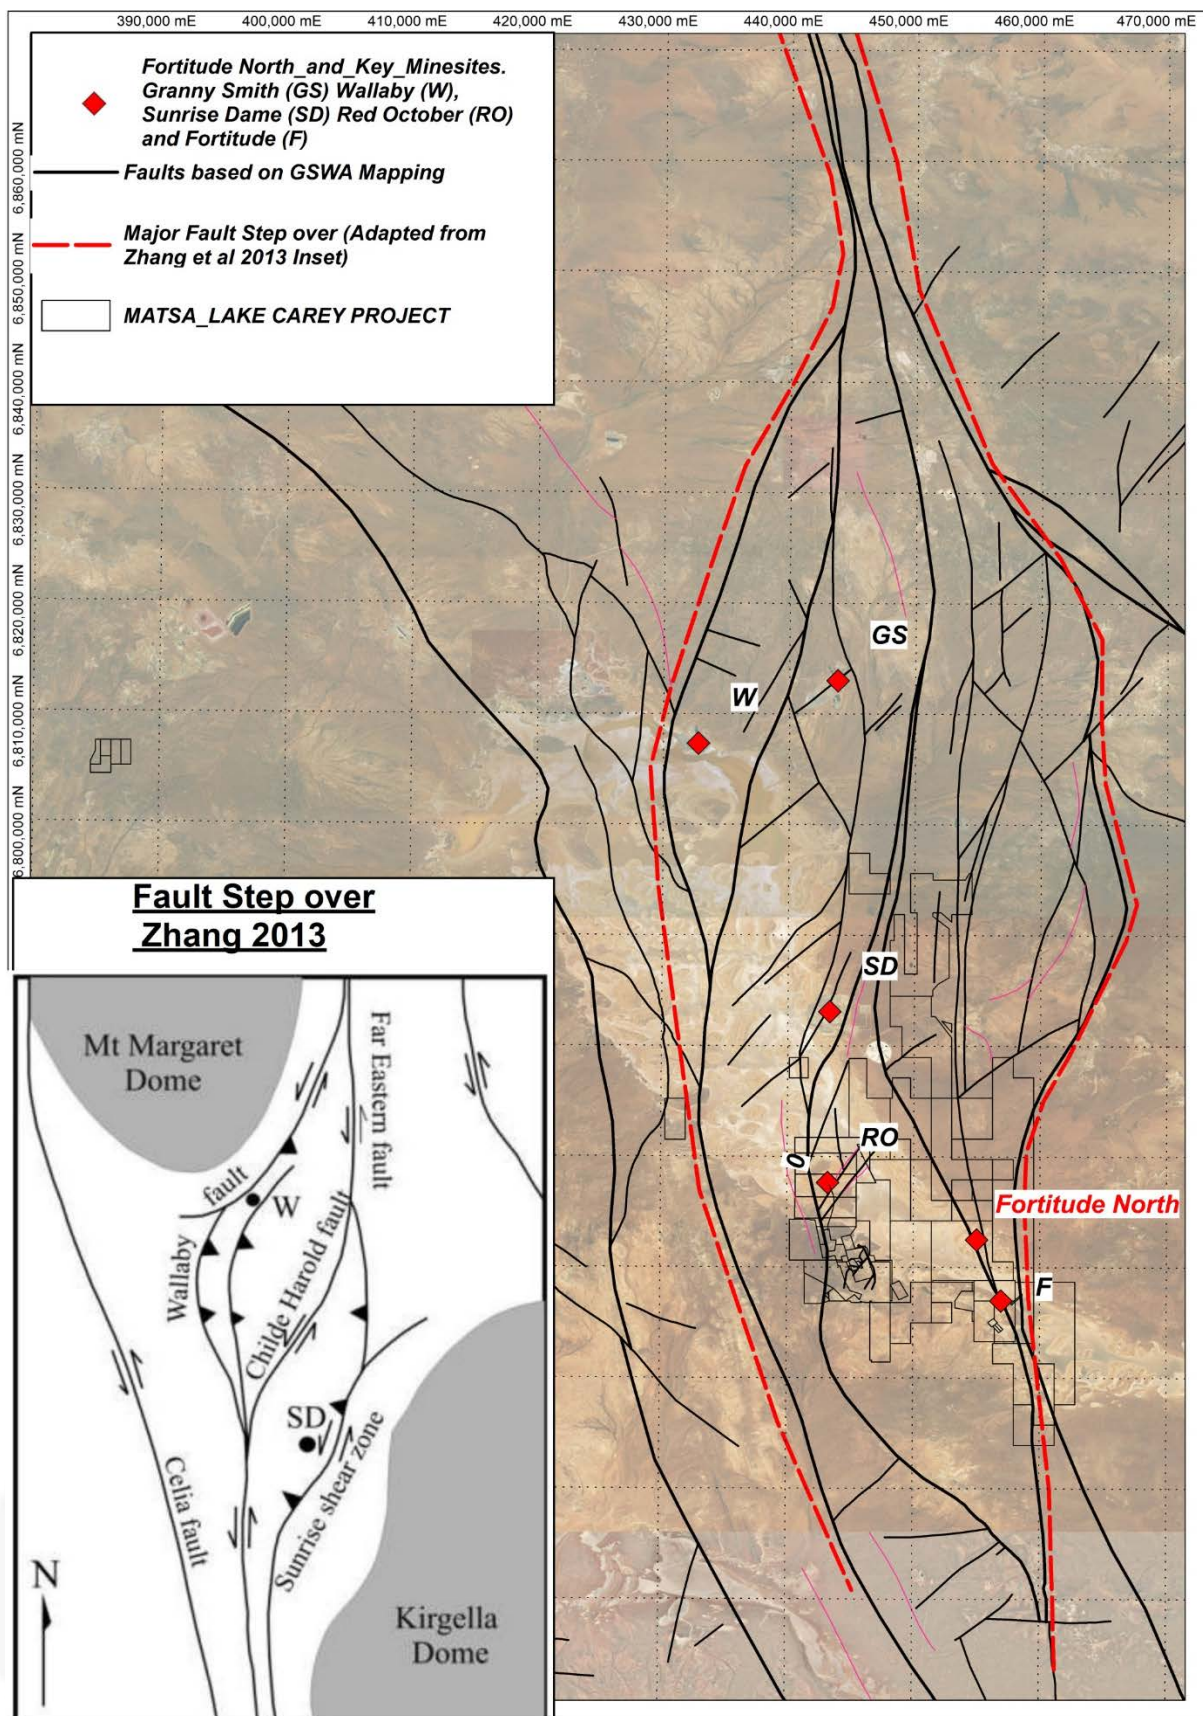 390,000 mE 400,000 mE 410,000 mE 420,000 mE 430,000 mE 440,000 mE 450,000 mE 460,000 mE 470,000 mE
Fortitude North_and_Key_Minesites.
Granny Smith (GS) Wallaby (W),
Sunrise Dame (SD) Red October (RO)
and Fortitude (F)
Faults based on GSWA Mapping
Major Fault Step over (Adapted from
Zhang et al 2013 Inset)
MATSA_LAKE CAREY PROJECT
6,860,000 mN
6,850,000 mN
6,840,000 mN
6,830,000 mN
6,820,000 mN
6,810,000 mN
6,800,000 mN
GS
W
SD
RO
0
Fortitude North
F
Fault Step over
Zhang 2013
Mt Margaret
Dome
Far Eastern fault
fault
W
Wallaby
Childe Harold fault
SD
Sunrise shear zone
Celia fault
N
Kirgella
Dome